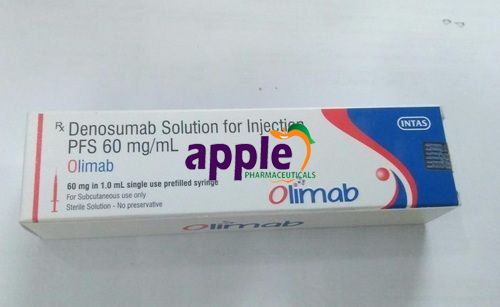 Rx Denosumab Solution for Injection
PFS 60 mg/mL
Olimab
60 mg in 1.0 mL single use prefilled syringe
For Subcutaneous use only
Sterile Solution - No preservative
INTAS
Olimab
apple
PHARMACEUTICALS
Olimab